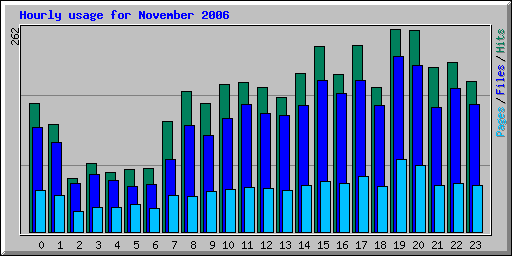 Hourly usage for November 2006
262
Pages/Files/Hits
0 1 2 3 4 5 6 7 8 9 10 11 12 13 14 15 16 17 18 19 20 21 22 23